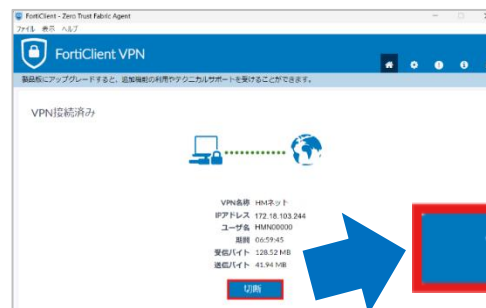 FortiClient - Zero Trust Fabric Agent
ファイル 表示 ヘルプ
FortiClient VPN
製品版にアップグレードすると、追加機能の利用やテクニカルサポートを受けることができます。
VPN接続済み
VPN名称 HMネット
IPアドレス 172.18.103.244
ユーザ名 HMN00000
期間 06:59:45
受信バイト 128.52 MB
送信バイト 41.94 MB
切断